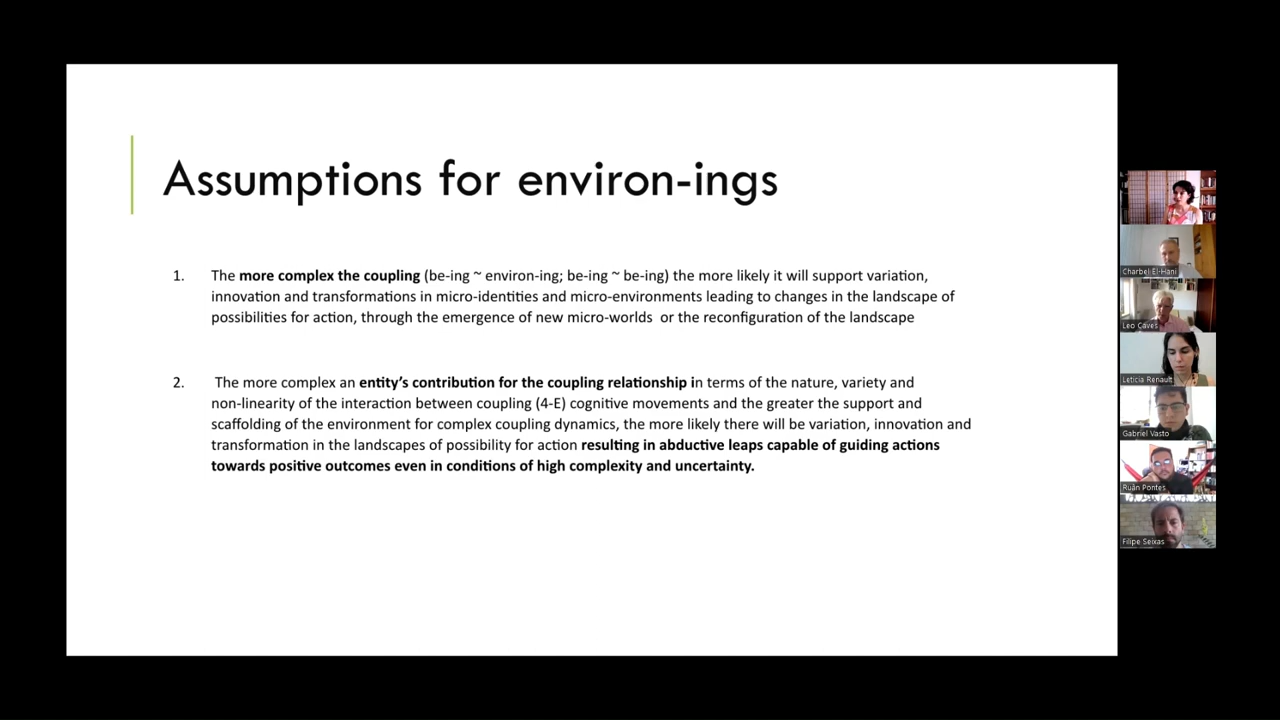 Assumptions for environ-ings
1. The more complex the coupling (be-ing ~ environ-ing; be-ing ~ be-ing) the more likely it will support variation,
innovation and transformations in micro-identities and micro-environments leading to changes in the landscape of
possibilities for action, through the emergence of new micro-worlds  or the reconfiguration of the landscape
2. The more complex an entity's contribution for the coupling relationship in terms of the nature, variety and
non-linearity of the interaction between coupling (4-E) cognitive movements and the greater the support and
scaffolding of the environment for complex coupling dynamics, the more likely there will be variation, innovation and
transformation in the landscapes of possibility for action resulting in abductive leaps capable of guiding actions
towards positive outcomes even in conditions of high complexity and uncertainty.
Charbel El-Hani
Leo Caves
Leticia Renault
Gabriel Vasto
Ruân Pontes
Filipe Seixas